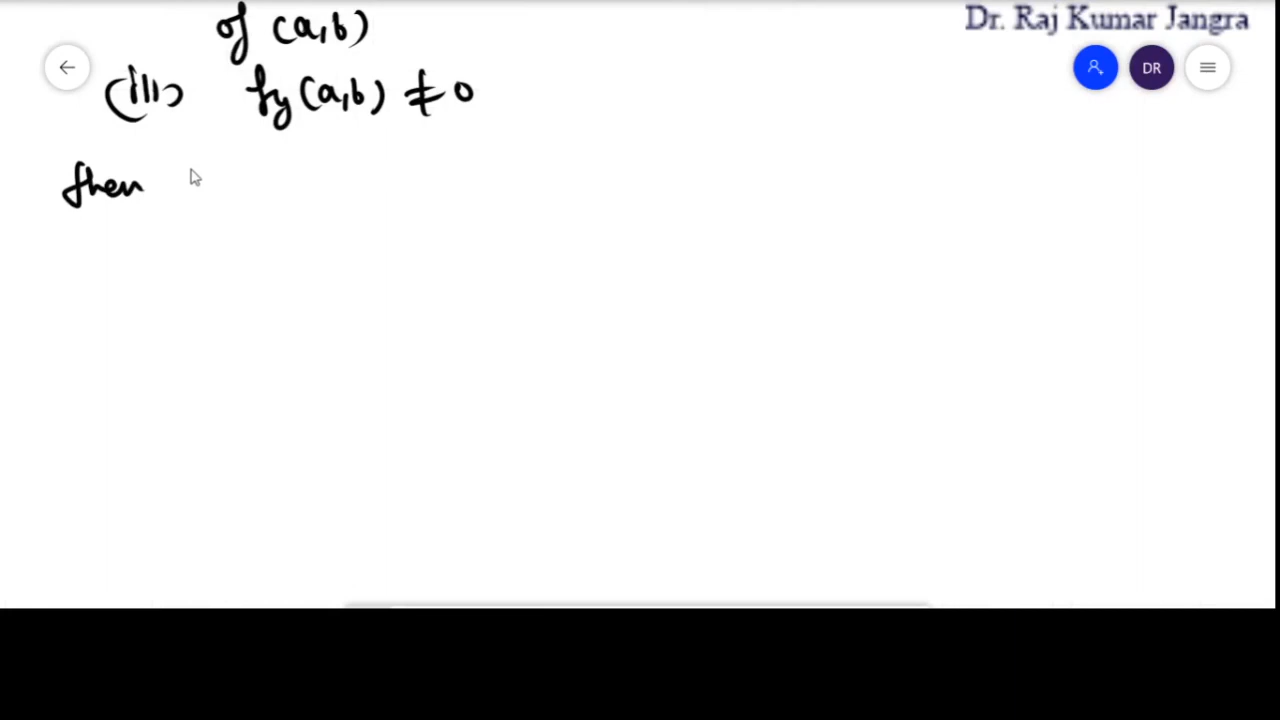 Dr. Raj Kumar Jangra
of (a,b)
DR
(iii) fy(a,b) ≠ 0
then